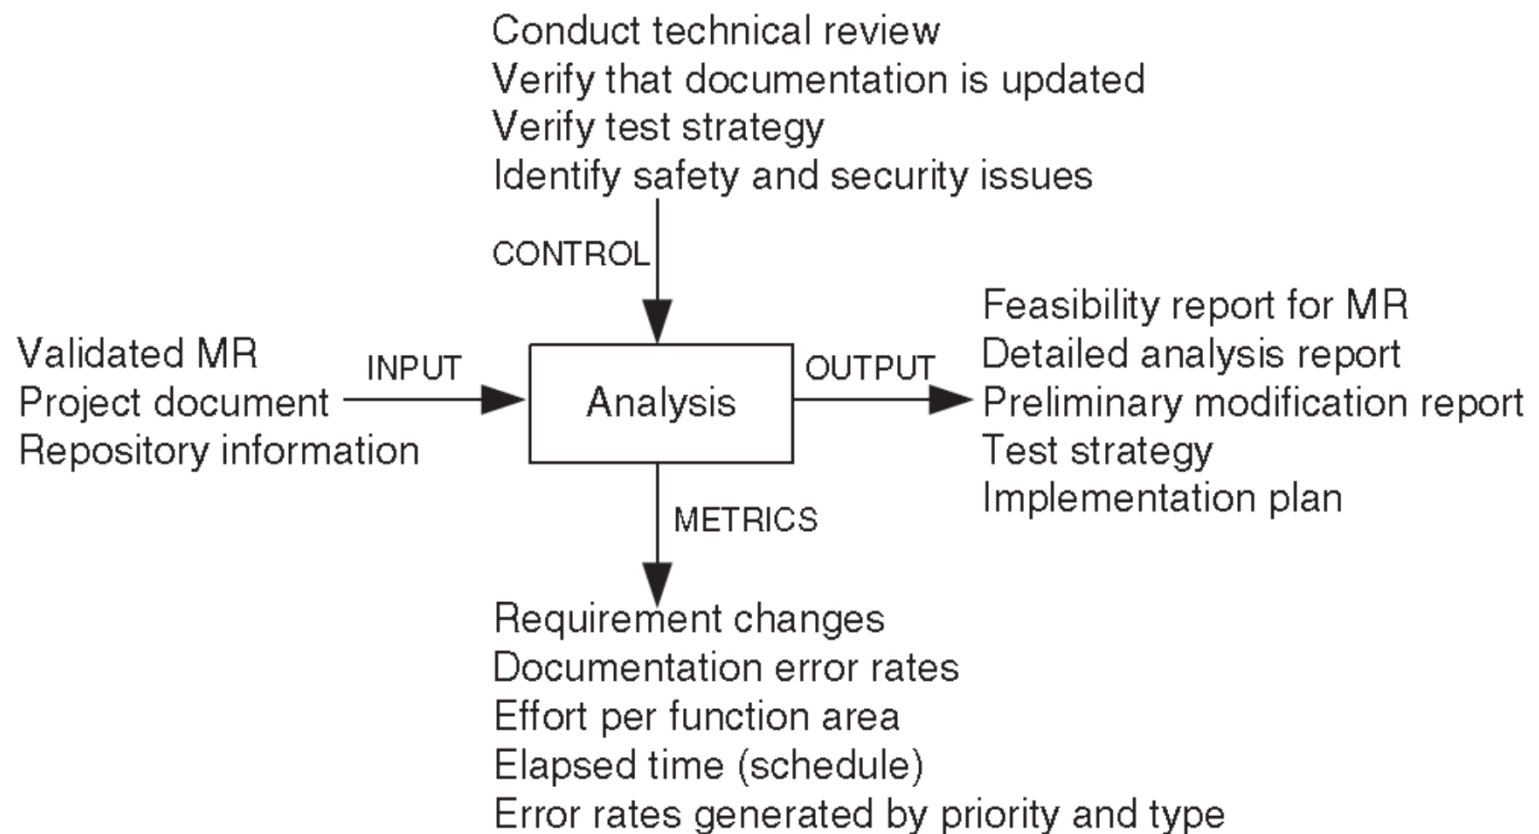 Conduct technical review
Verify that documentation is updated
Verify test strategy
Identify safety and security issues
CONTROL
Validated MR
Project document
Repository information
INPUT
Analysis
OUTPUT
Feasibility report for MR
Detailed analysis report
Preliminary modification report
Test strategy
Implementation plan
METRICS
Requirement changes
Documentation error rates
Effort per function area
Elapsed time (schedule)
Error rates generated by priority and type